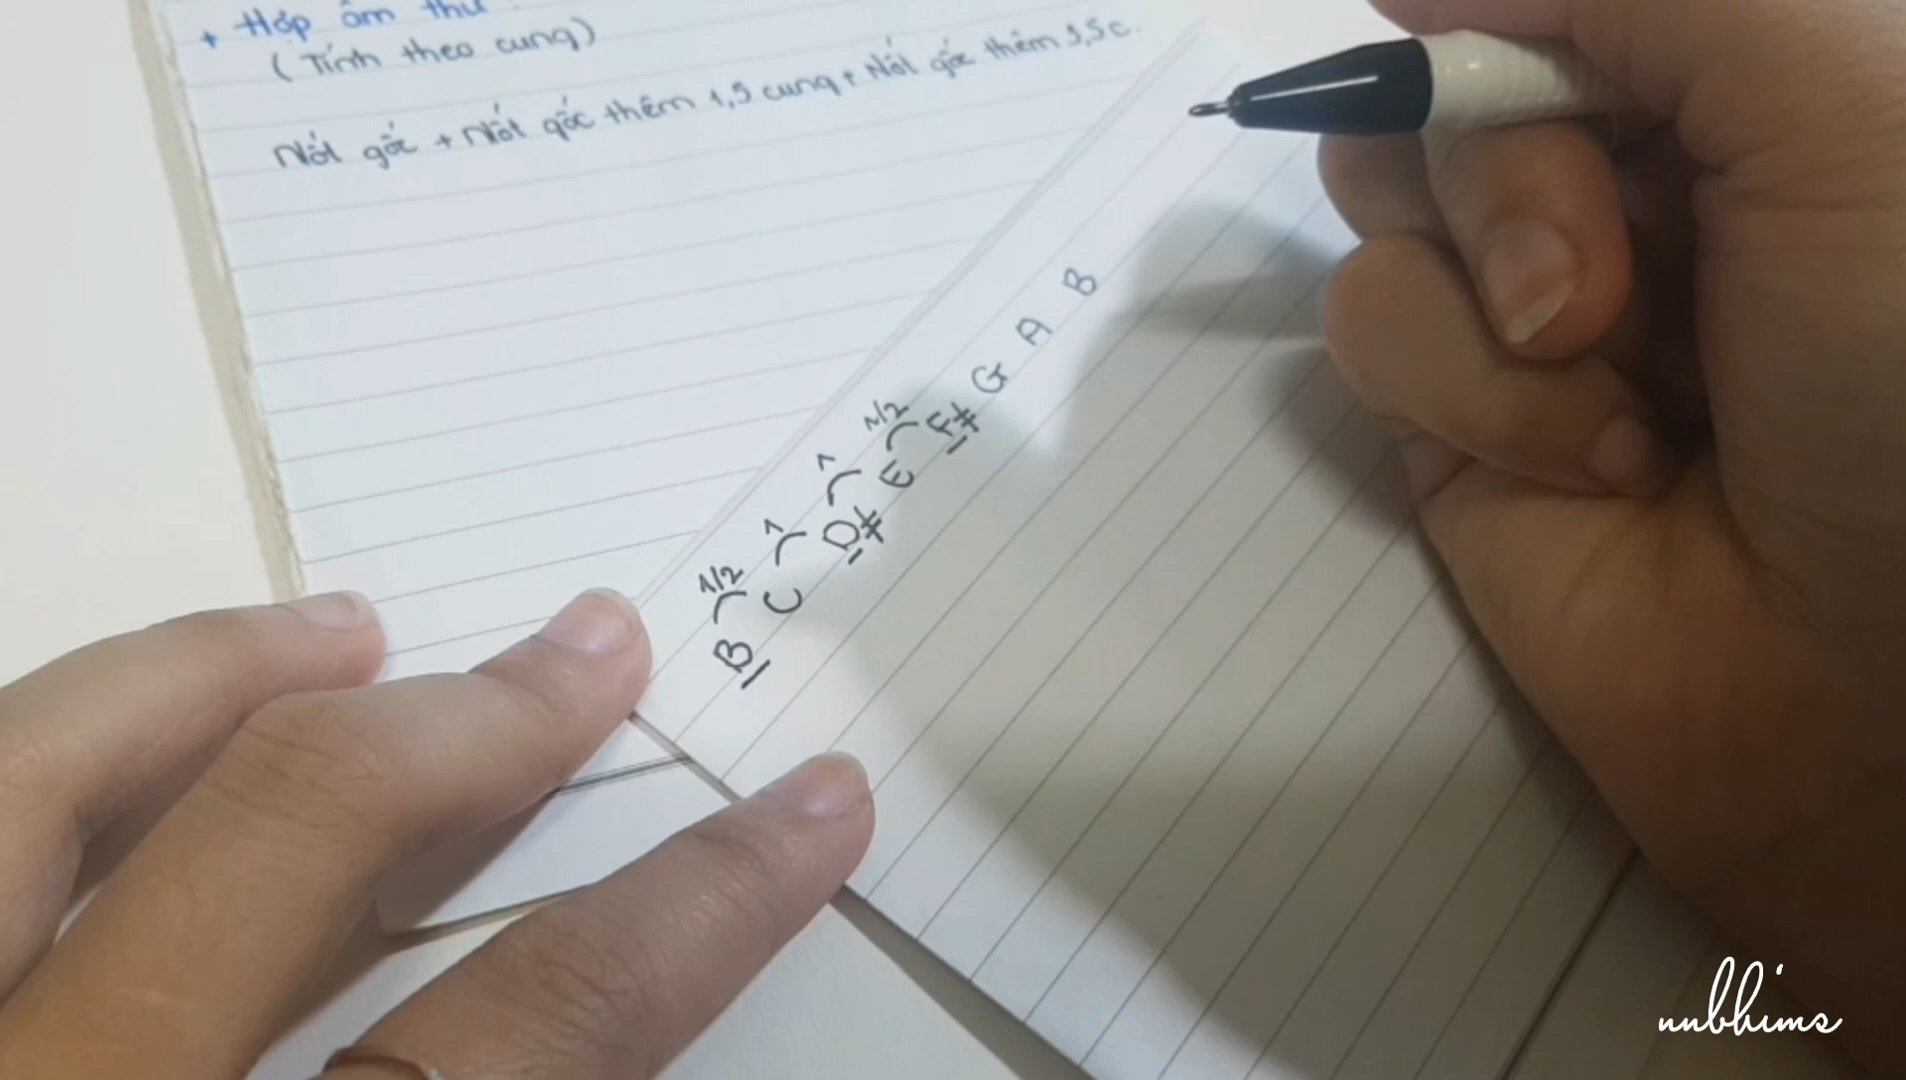 + Hợp âm thứ
(Tính theo cung)
Nốt gốc + Nốt gốc thêm 1,5 cung + Nốt gốc thêm 3,5 c.
1/2 1 1 1/2
B C D# E F# G A B
nnbhims